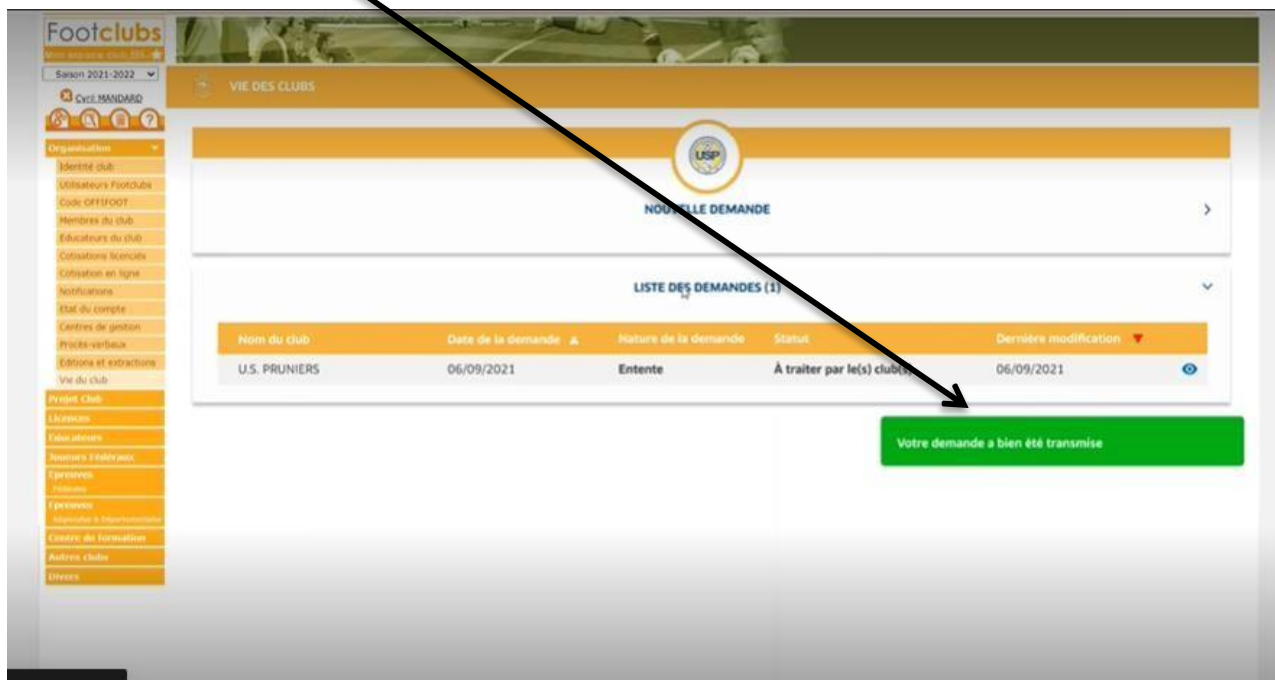 Footclubs
Saison 2021-2022
Cyril MANDARD
VIE DES CLUBS
Organisation
Identité club
Utilisateurs Footclubs
Code OFFIFOOT
Membres du club
Educateurs du club
Cotisations licenciés
Cotisation en ligne
Notifications
Etat du compte
Centres de gestion
Procès-verbaux
Editions et extractions
Vie du club
Projet Club
Licences
Educateurs
Joueurs Fédéraux
Epreuves
Epreuves
Centre de formation
Autres clubs
Divers
USP
NOUVELLE DEMANDE
LISTE DES DEMANDES (1)
Nom du club Date de la demande Nature de la demande Statut Dernière modification
U.S. PRUNIERS 06/09/2021 Entente À traiter par le(s) club(s) 06/09/2021
Votre demande a bien été transmise